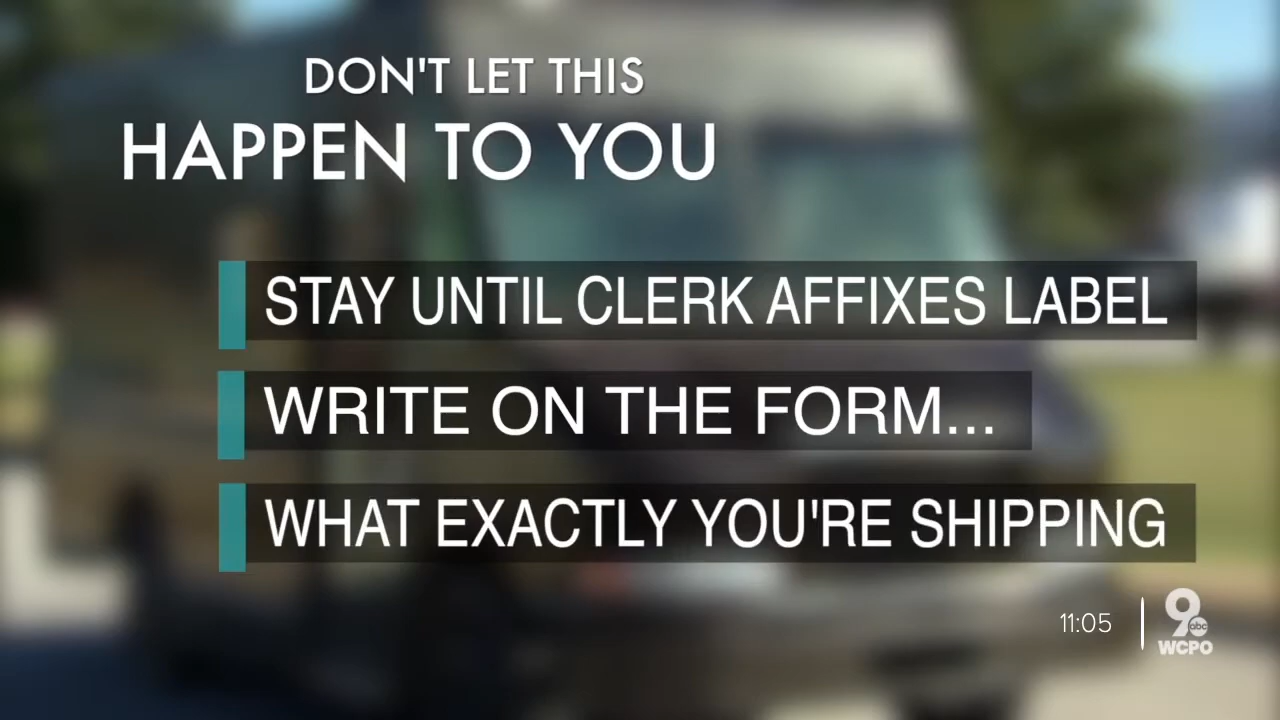 DON'T LET THIS
HAPPEN TO YOU
STAY UNTIL CLERK AFFIXES LABEL
WRITE ON THE FORM...
WHAT EXACTLY YOU'RE SHIPPING
11:05
9
abc
WCPO